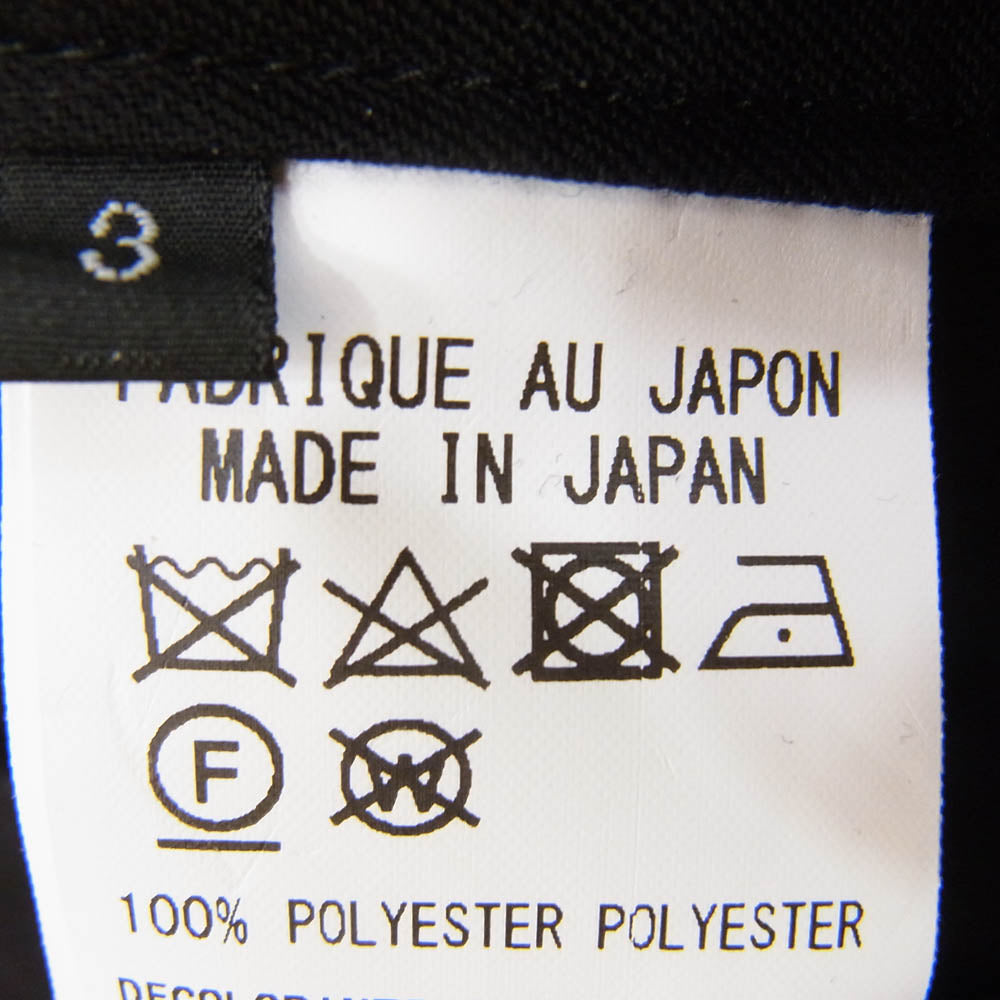 3
FABRIQUE AU JAPON
MADE IN JAPAN
F
W
100% POLYESTER POLYESTER